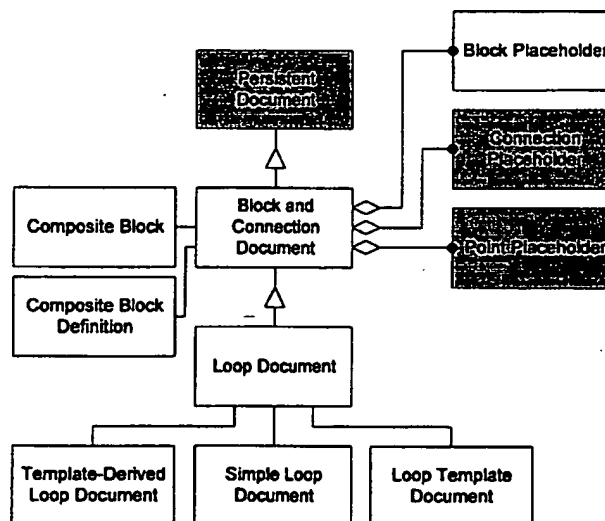 Block Placeholder
Persistent
Document
Connection
Placeholder
Block and
Connection
Document
Composite Block
Point Placeholder
Composite Block
Definition
Loop Document
Template-Derived
Loop Document
Simple Loop
Document
Loop Template
Document